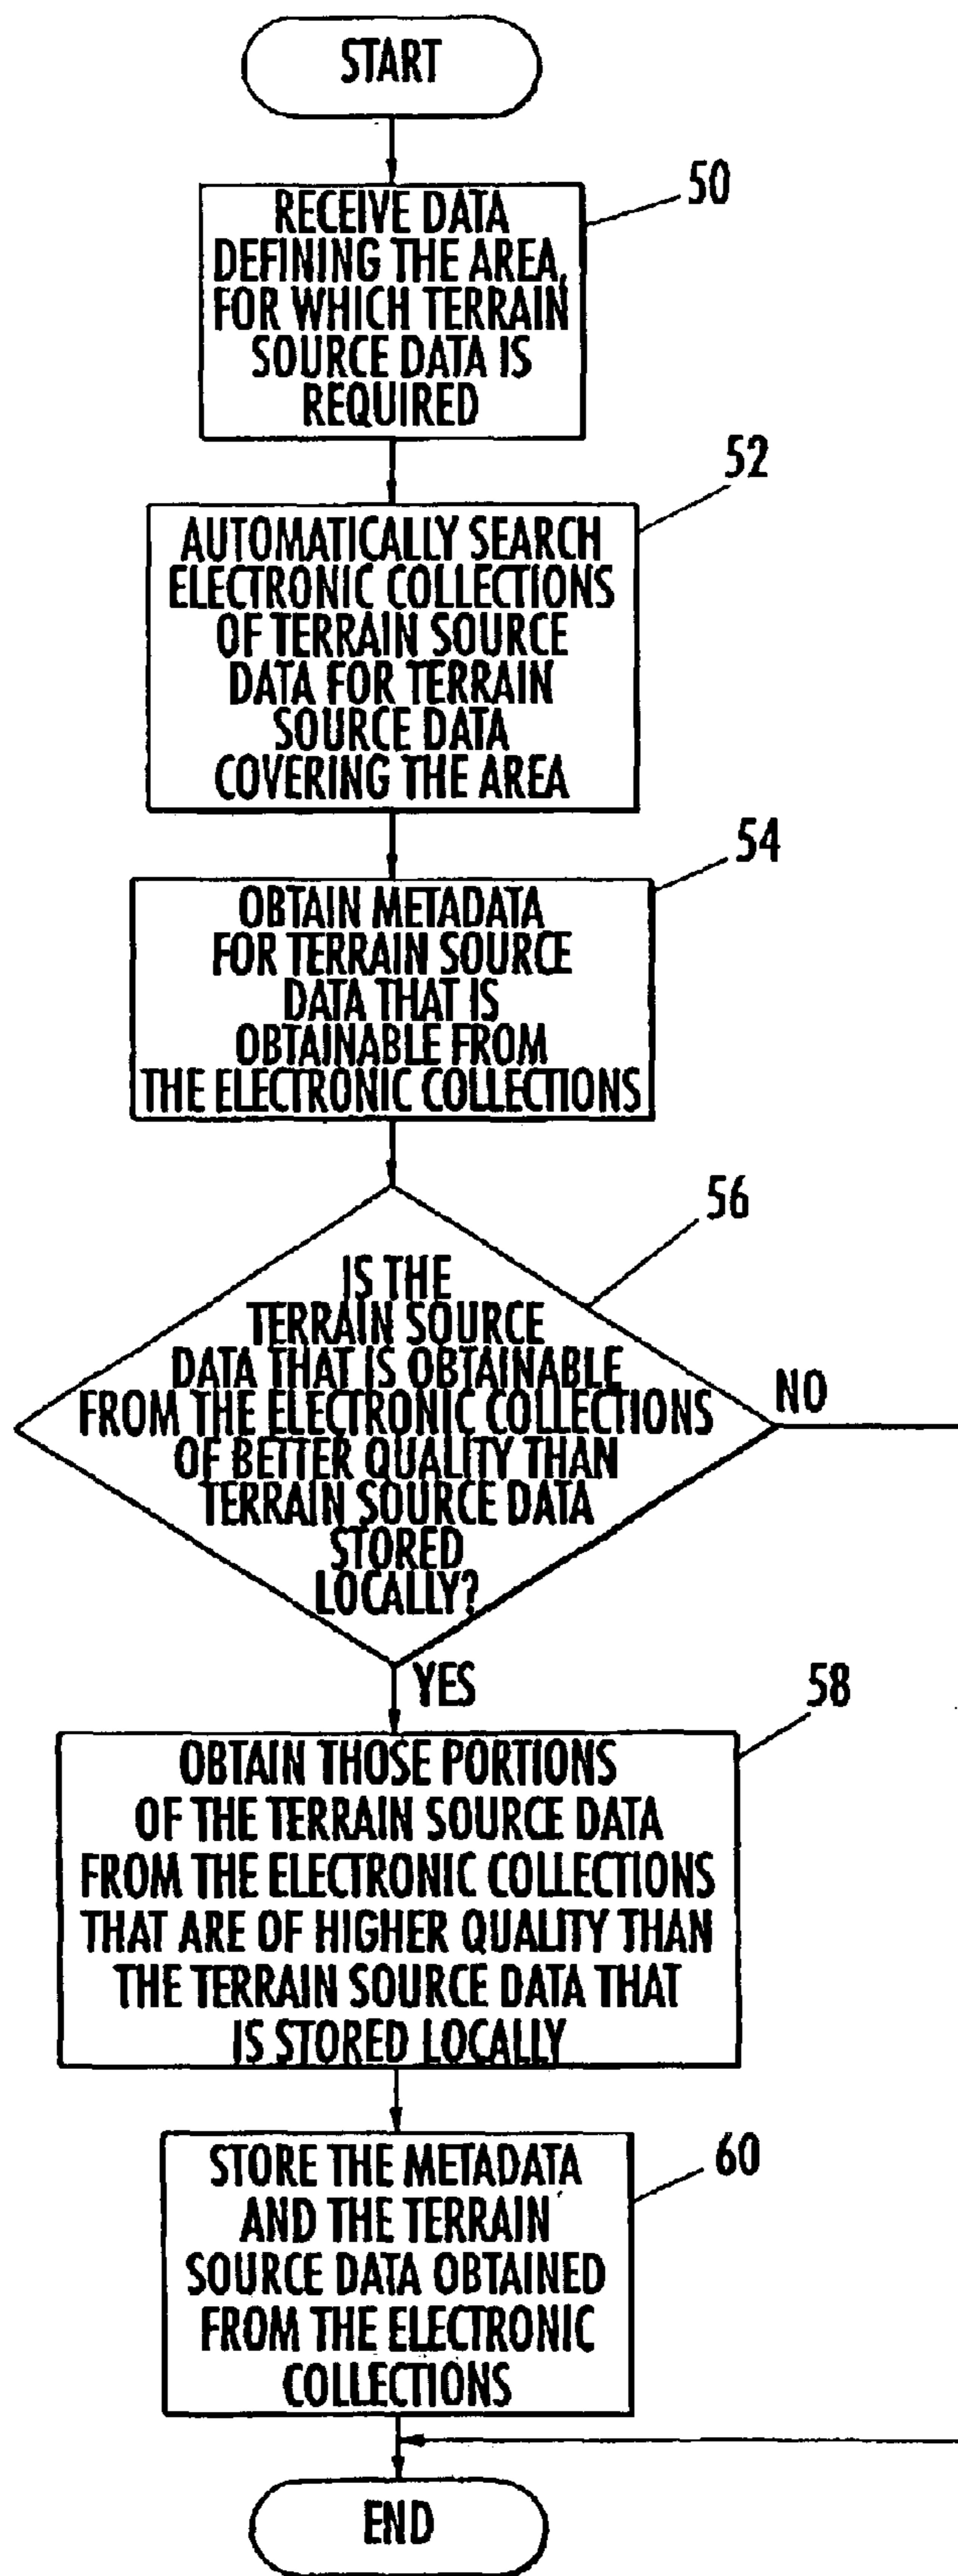 START
50
RECEIVE DATA
DEFINING THE AREA,
FOR WHICH TERRAIN
SOURCE DATA IS
REQUIRED
52
AUTOMATICALLY SEARCH
ELECTRONIC COLLECTIONS
OF TERRAIN SOURCE
DATA FOR TERRAIN
SOURCE DATA
COVERING THE AREA
54
OBTAIN METADATA
FOR TERRAIN SOURCE
DATA THAT IS
OBTAINABLE FROM
THE ELECTRONIC COLLECTIONS
56
IS THE
TERRAIN SOURCE
DATA THAT IS OBTAINABLE
FROM THE ELECTRONIC COLLECTIONS
OF BETTER QUALITY THAN
TERRAIN SOURCE DATA
STORED
LOCALLY?
NO
YES
58
OBTAIN THOSE PORTIONS
OF THE TERRAIN SOURCE DATA
FROM THE ELECTRONIC COLLECTIONS
THAT ARE OF HIGHER QUALITY THAN
THE TERRAIN SOURCE DATA THAT
IS STORED LOCALLY
60
STORE THE METADATA
AND THE TERRAIN
SOURCE DATA OBTAINED
FROM THE ELECTRONIC
COLLECTIONS
END